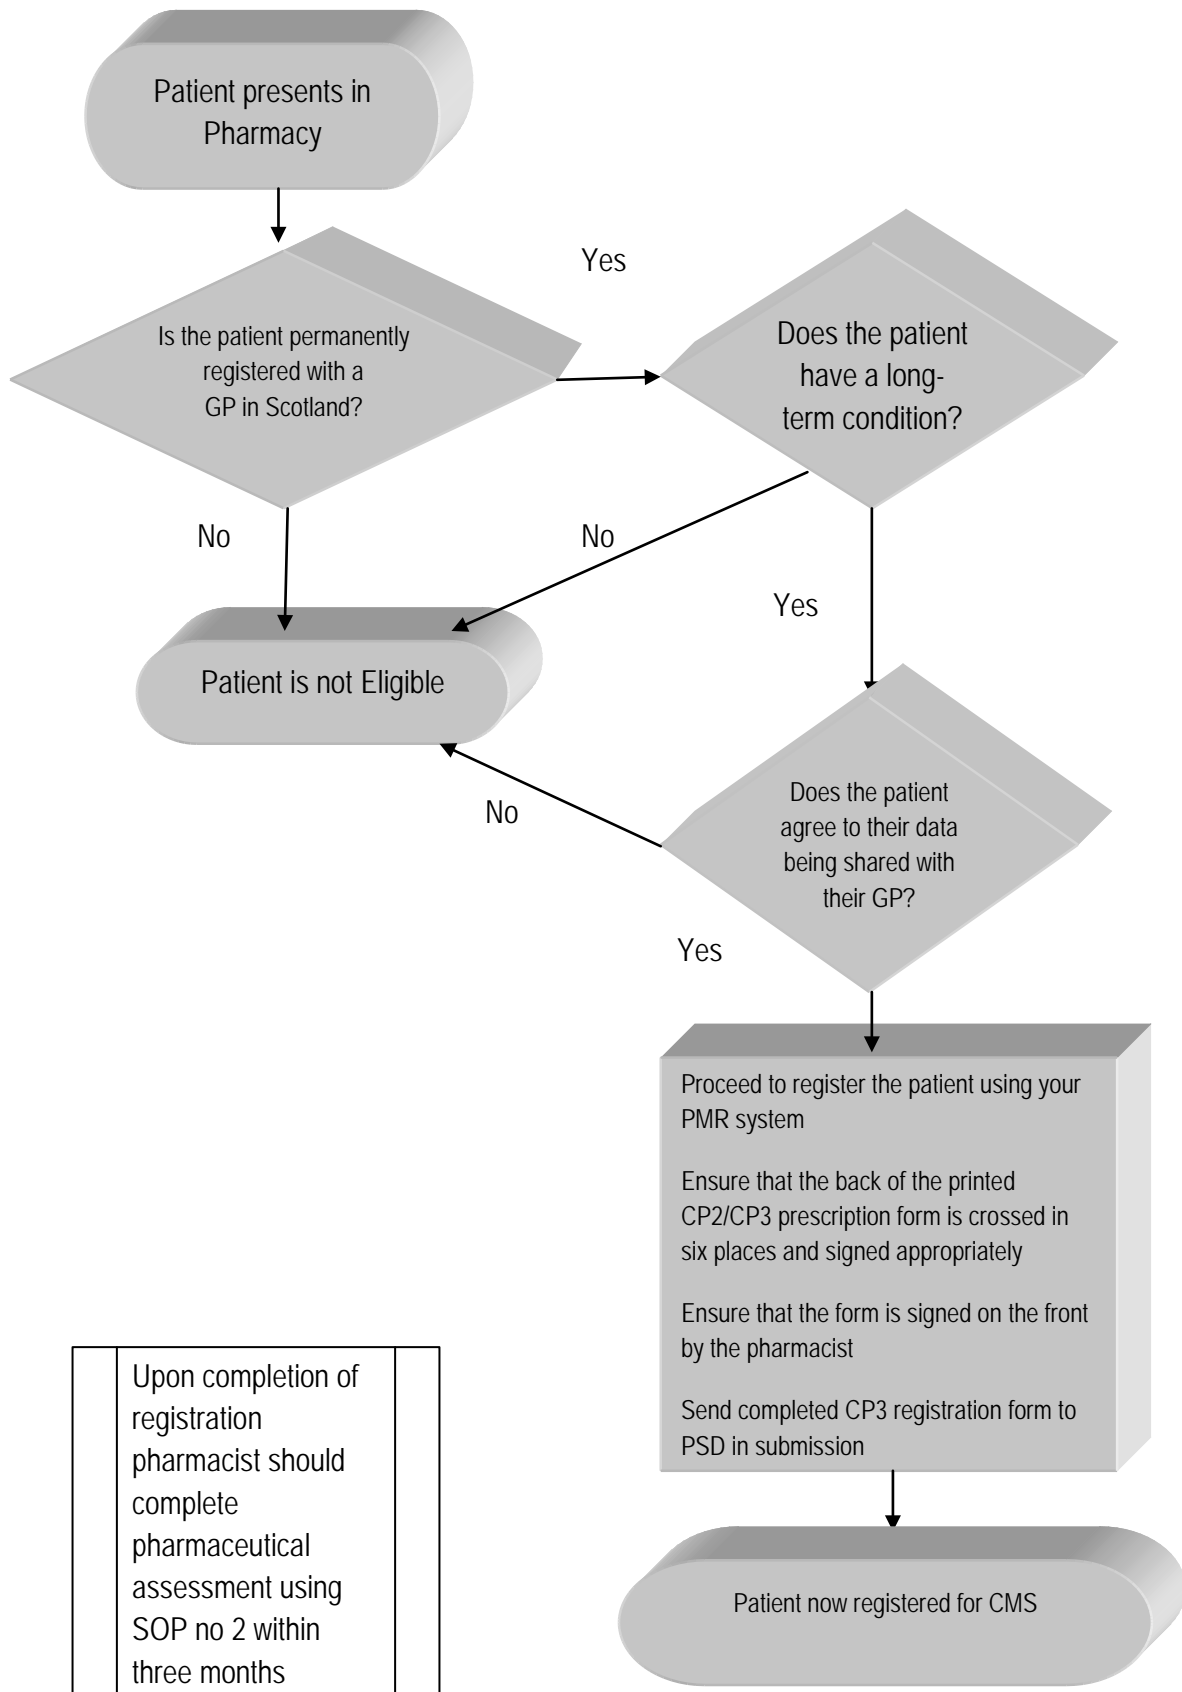 Patient presents in
Pharmacy
Yes
Is the patient permanently
registered with a
GP in Scotland?
Does the patient
have a long-
term condition?
No
No
Yes
Patient is not Eligible
No
Does the patient
agree to their data
being shared with
their GP?
Yes
Proceed to register the patient using your
PMR system
Ensure that the back of the printed
CP2/CP3 prescription form is crossed in
six places and signed appropriately
Ensure that the form is signed on the front
by the pharmacist
Send completed CP3 registration form to
PSD in submission
Upon completion of
registration
pharmacist should
complete
pharmaceutical
assessment using
SOP no 2 within
three months
Patient now registered for CMS